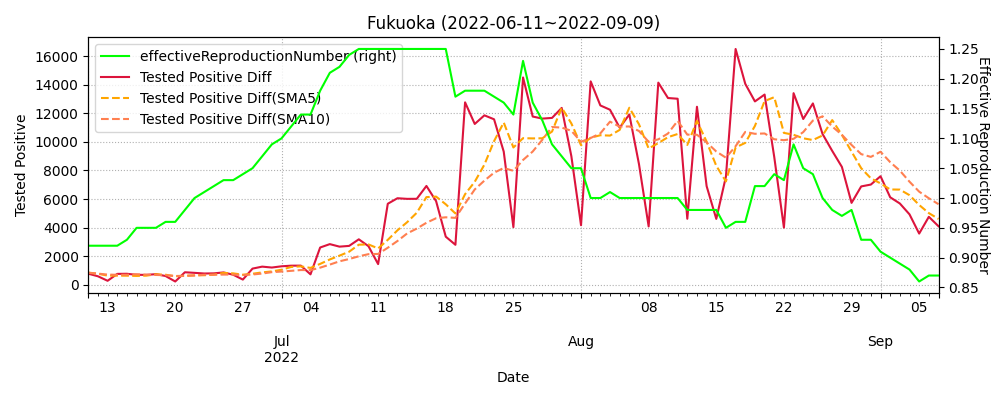 Fukuoka (2022-06-11~2022-09-09)
effectiveReproductionNumber (right)
Tested Positive Diff
Tested Positive Diff(SMA5)
Tested Positive Diff(SMA10)
Tested Positive
16000
14000
12000
10000
8000
6000
4000
2000
0
Effective Reproduction Number
1.25
1.20
1.15
1.10
1.05
1.00
0.95
0.90
0.85
13 20 27 04 11 18 25 08 15 22 29 05
Jul Aug Sep
2022
Date